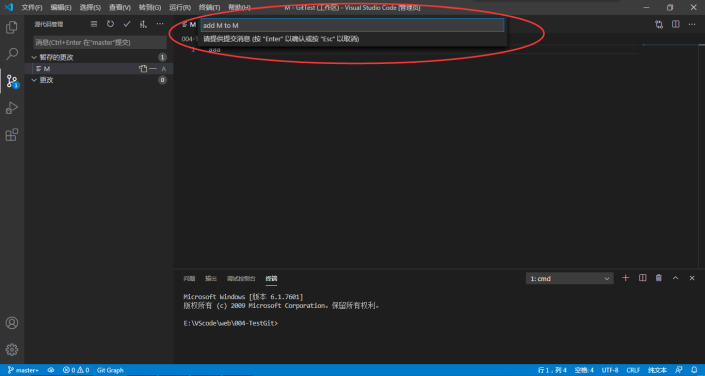 文件(F) 编辑(E) 选择(S) 查看(V) 转到(G) 运行(R) 终端(T) 帮助(H) M - GitTest (工作区) - Visual Studio Code [管理员]
源代码管理
M
add M to M
请提供提交消息 (按 "Enter" 以确认或按 "Esc" 以取消)
消息(Ctrl+Enter 在"master"提交)
暂存的更改 1
1 aaa
M A
更改 0
问题 输出 调试控制台 终端 1: cmd
Microsoft Windows [版本 6.1.7601]
版权所有 (c) 2009 Microsoft Corporation。保留所有权利。
E:\VScode\web\004-TestGit>
master+ 0 0 Git Graph 行 1，列 4 空格: 4 UTF-8 CRLF 纯文本